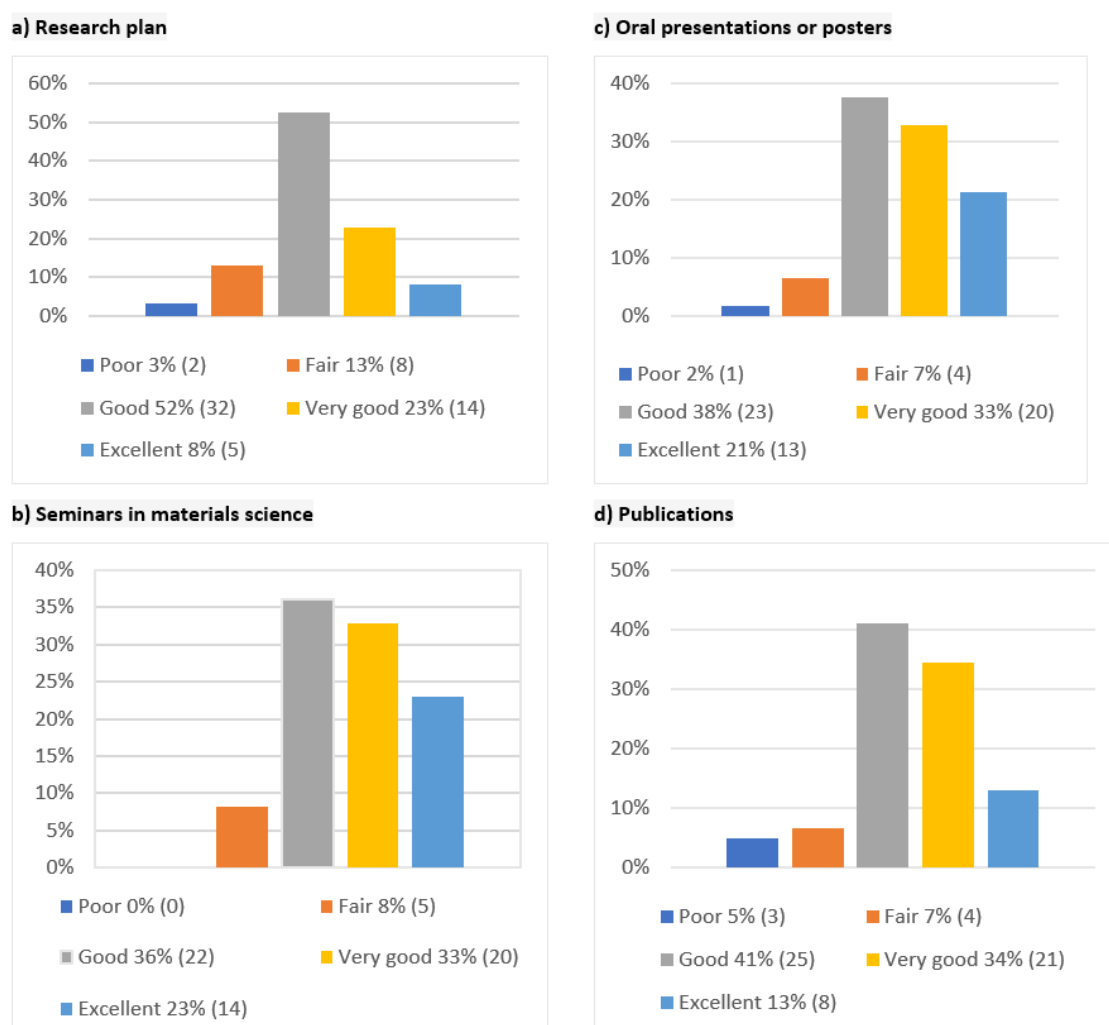 a) Research plan
60%
50%
40%
30%
20%
10%
0%
Poor 3% (2) Fair 13% (8)
Good 52% (32) Very good 23% (14)
Excellent 8% (5)
b) Seminars in materials science
40%
35%
30%
25%
20%
15%
10%
5%
0%
Poor 0% (0) Fair 8% (5)
Good 36% (22) Very good 33% (20)
Excellent 23% (14)
c) Oral presentations or posters
40%
30%
20%
10%
0%
Poor 2% (1) Fair 7% (4)
Good 38% (23) Very good 33% (20)
Excellent 21% (13)
d) Publications
50%
40%
30%
20%
10%
0%
Poor 5% (3) Fair 7% (4)
Good 41% (25) Very good 34% (21)
Excellent 13% (8)